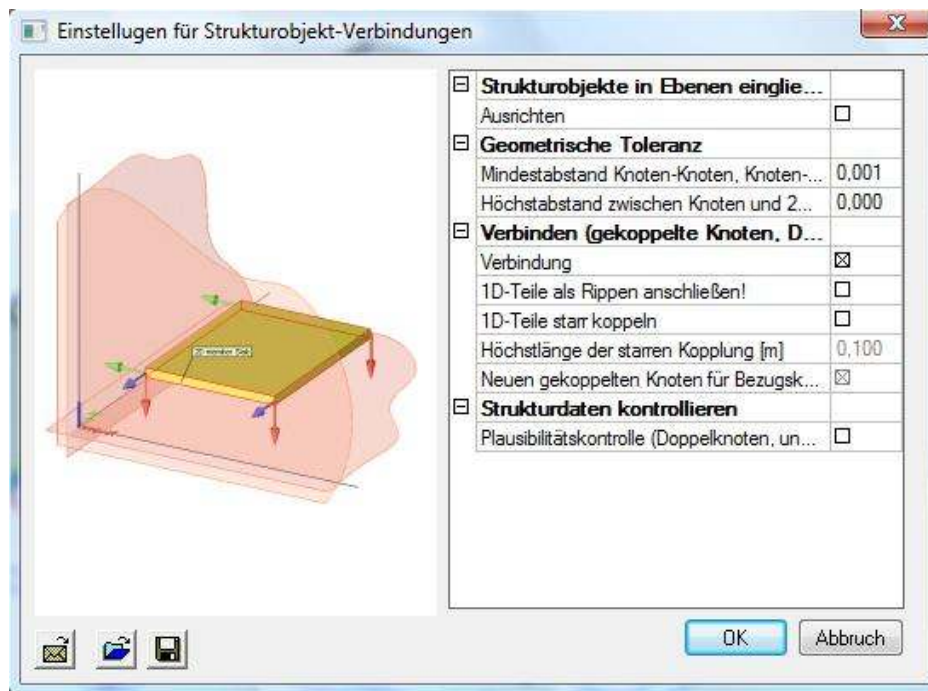 Einstellugen für Strukturobjekt-Verbindungen
Strukturobjekte in Ebenen einglie...
Ausrichten
Geometrische Toleranz
Mindestabstand Knoten-Knoten, Knoten-... 0,001
Höchstabstand zwischen Knoten und 2... 0,000
Verbinden (gekoppelte Knoten, D...
Verbindung
1D-Teile als Rippen anschließen!
1D-Teile starr koppeln
Höchstlänge der starren Kopplung [m] 0,100
Neuen gekoppelten Knoten für Bezugsk...
Strukturdaten kontrollieren
Plausibilitätskontrolle (Doppelknoten, un...
2D member
OK Abbruch